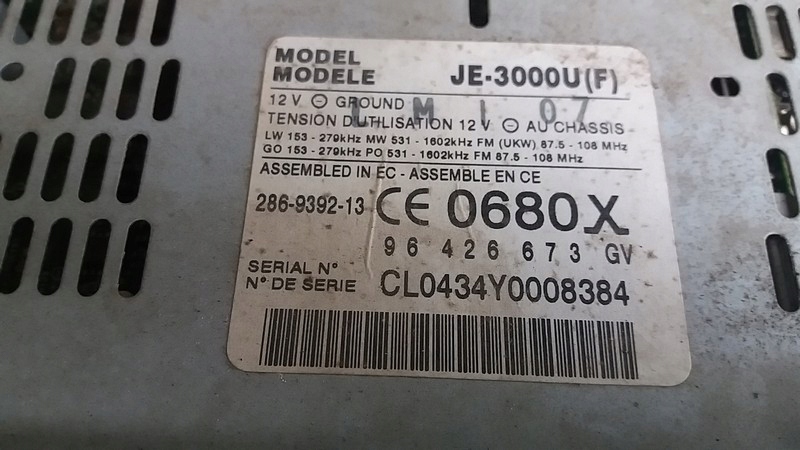 MODEL
MODELE JE-3000U(F)
12 V ⊖ GROUND
L M I 07
TENSION D'UTILISATION 12 V ⊖ AU CHASSIS
LW 153 - 279kHz MW 531 - 1602kHz FM (UKW) 87.5 - 108 MHz
GO 153 - 279kHz PO 531 - 1602kHz FM 87.5 - 108 MHz
ASSEMBLED IN EC - ASSEMBLE EN CE
286-9392-13 CE 0680 X
96 426 673 GV
SERIAL N°
N° DE SERIE CL0434Y0008384